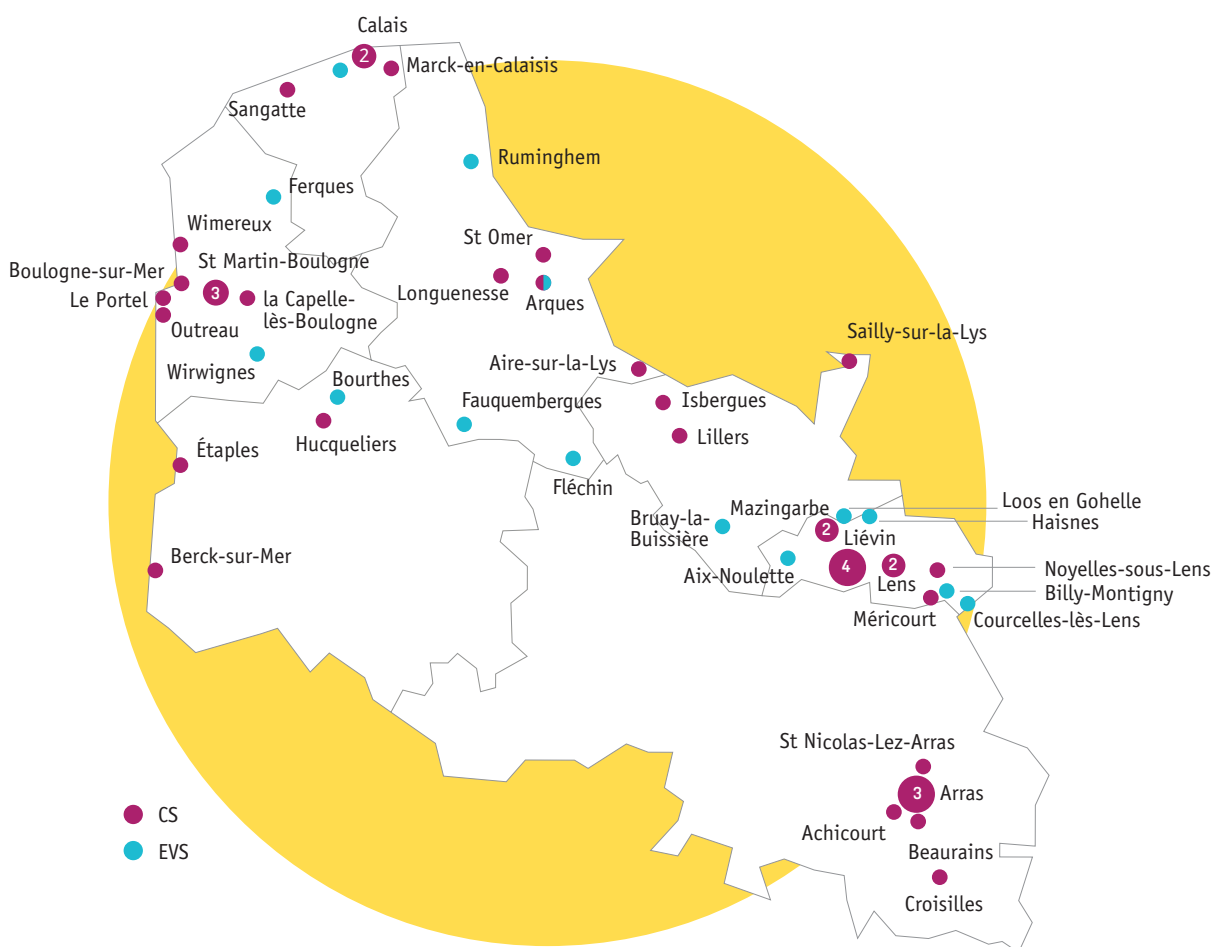 Calais
2
Marck-en-Calaisis
Sangatte
Ruminghem
Ferques
Wimereux
St Omer
Boulogne-sur-Mer
St Martin-Boulogne
3
Longuenesse
Le Portel
la Capelle-
lès-Boulogne
Arques
Outreau
Sailly-sur-la-Lys
Wirwignes
Aire-sur-la-Lys
Bourthes
Isbergues
Fauquembergues
Lillers
Hucqueliers
Étaples
Fléchin
Mazingarbe
Loos en Gohelle
Haisnes
Bruay-la-
Buissière
2
Liévin
Berck-sur-Mer
Aix-Noulette
4
2
Lens
Noyelles-sous-Lens
Billy-Montigny
Méricourt
Courcelles-lès-Lens
St Nicolas-Lez-Arras
3
Arras
CS
Achicourt
EVS
Beaurains
Croisilles